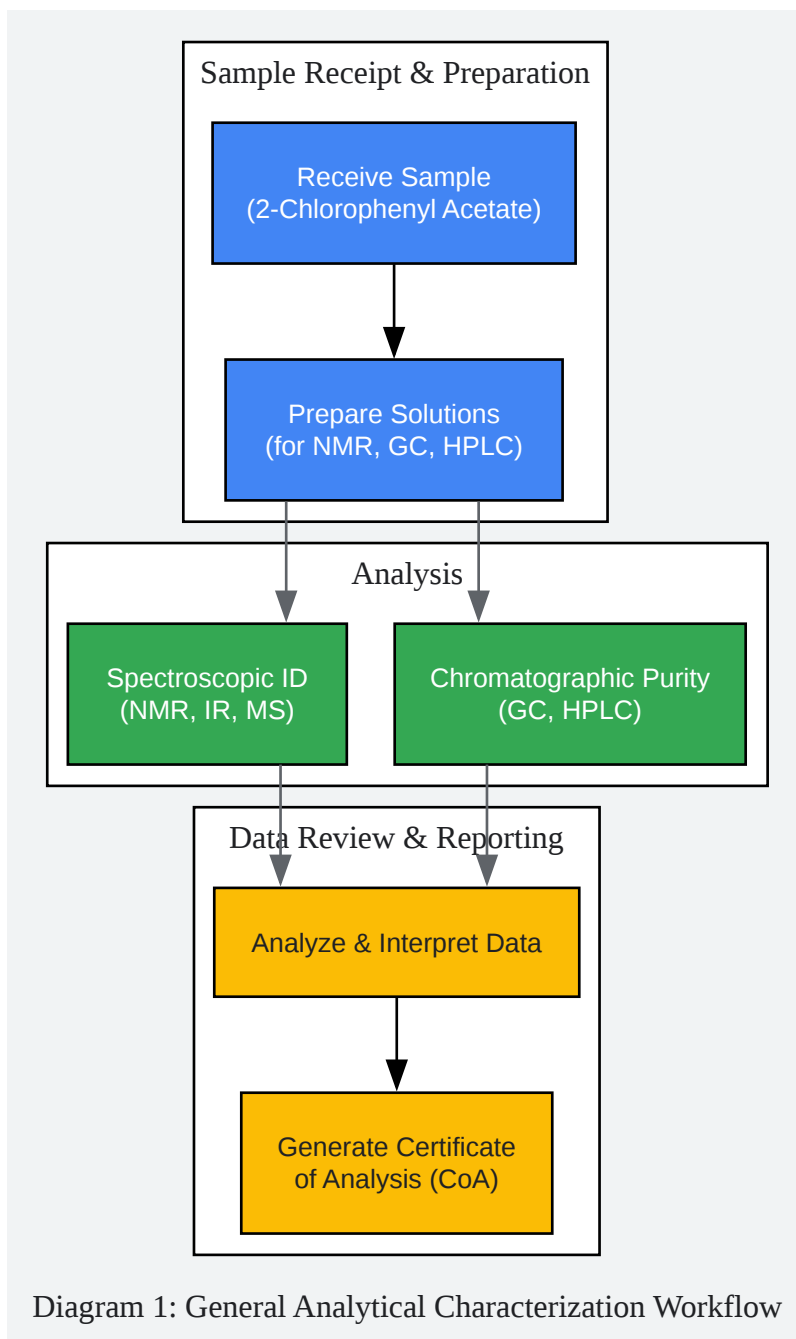 Sample Receipt & Preparation
Receive Sample
(2-Chlorophenyl Acetate)
Prepare Solutions
(for NMR, GC, HPLC)
Analysis
Spectroscopic ID
(NMR, IR, MS)
Chromatographic Purity
(GC, HPLC)
Data Review & Reporting
Analyze & Interpret Data
Generate Certificate
of Analysis (CoA)
Diagram 1: General Analytical Characterization Workflow